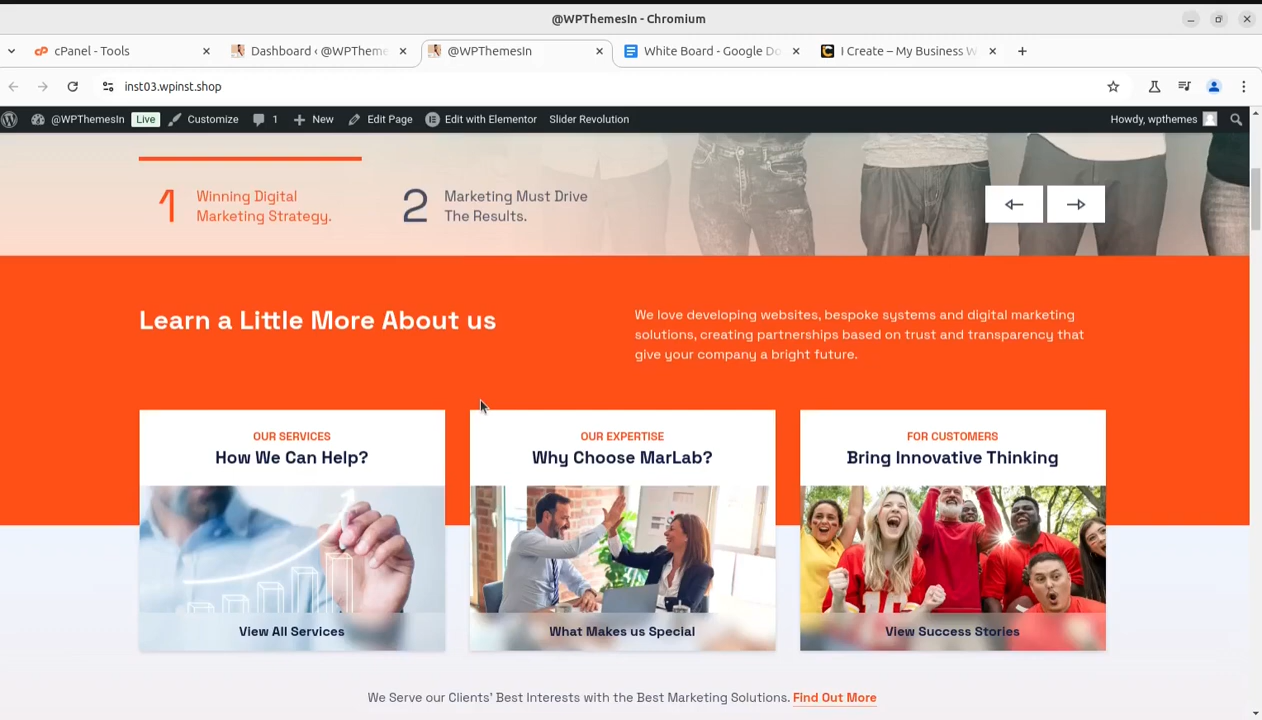 @WPThemesIn - Chromium
cPanel - Tools
Dashboard ‹ @WPTheme
@WPThemesIn
White Board - Google Do
I Create – My Business W
inst03.wpinst.shop
@WPThemesIn Live Customize 1 New Edit Page Edit with Elementor Slider Revolution Howdy, wpthemes
1 Winning Digital
Marketing Strategy.
2 Marketing Must Drive
The Results.
Learn a Little More About us
We love developing websites, bespoke systems and digital marketing
solutions, creating partnerships based on trust and transparency that
give your company a bright future.
OUR SERVICES
How We Can Help?
View All Services
OUR EXPERTISE
Why Choose MarLab?
What Makes us Special
FOR CUSTOMERS
Bring Innovative Thinking
View Success Stories
We Serve our Clients' Best Interests with the Best Marketing Solutions. Find Out More